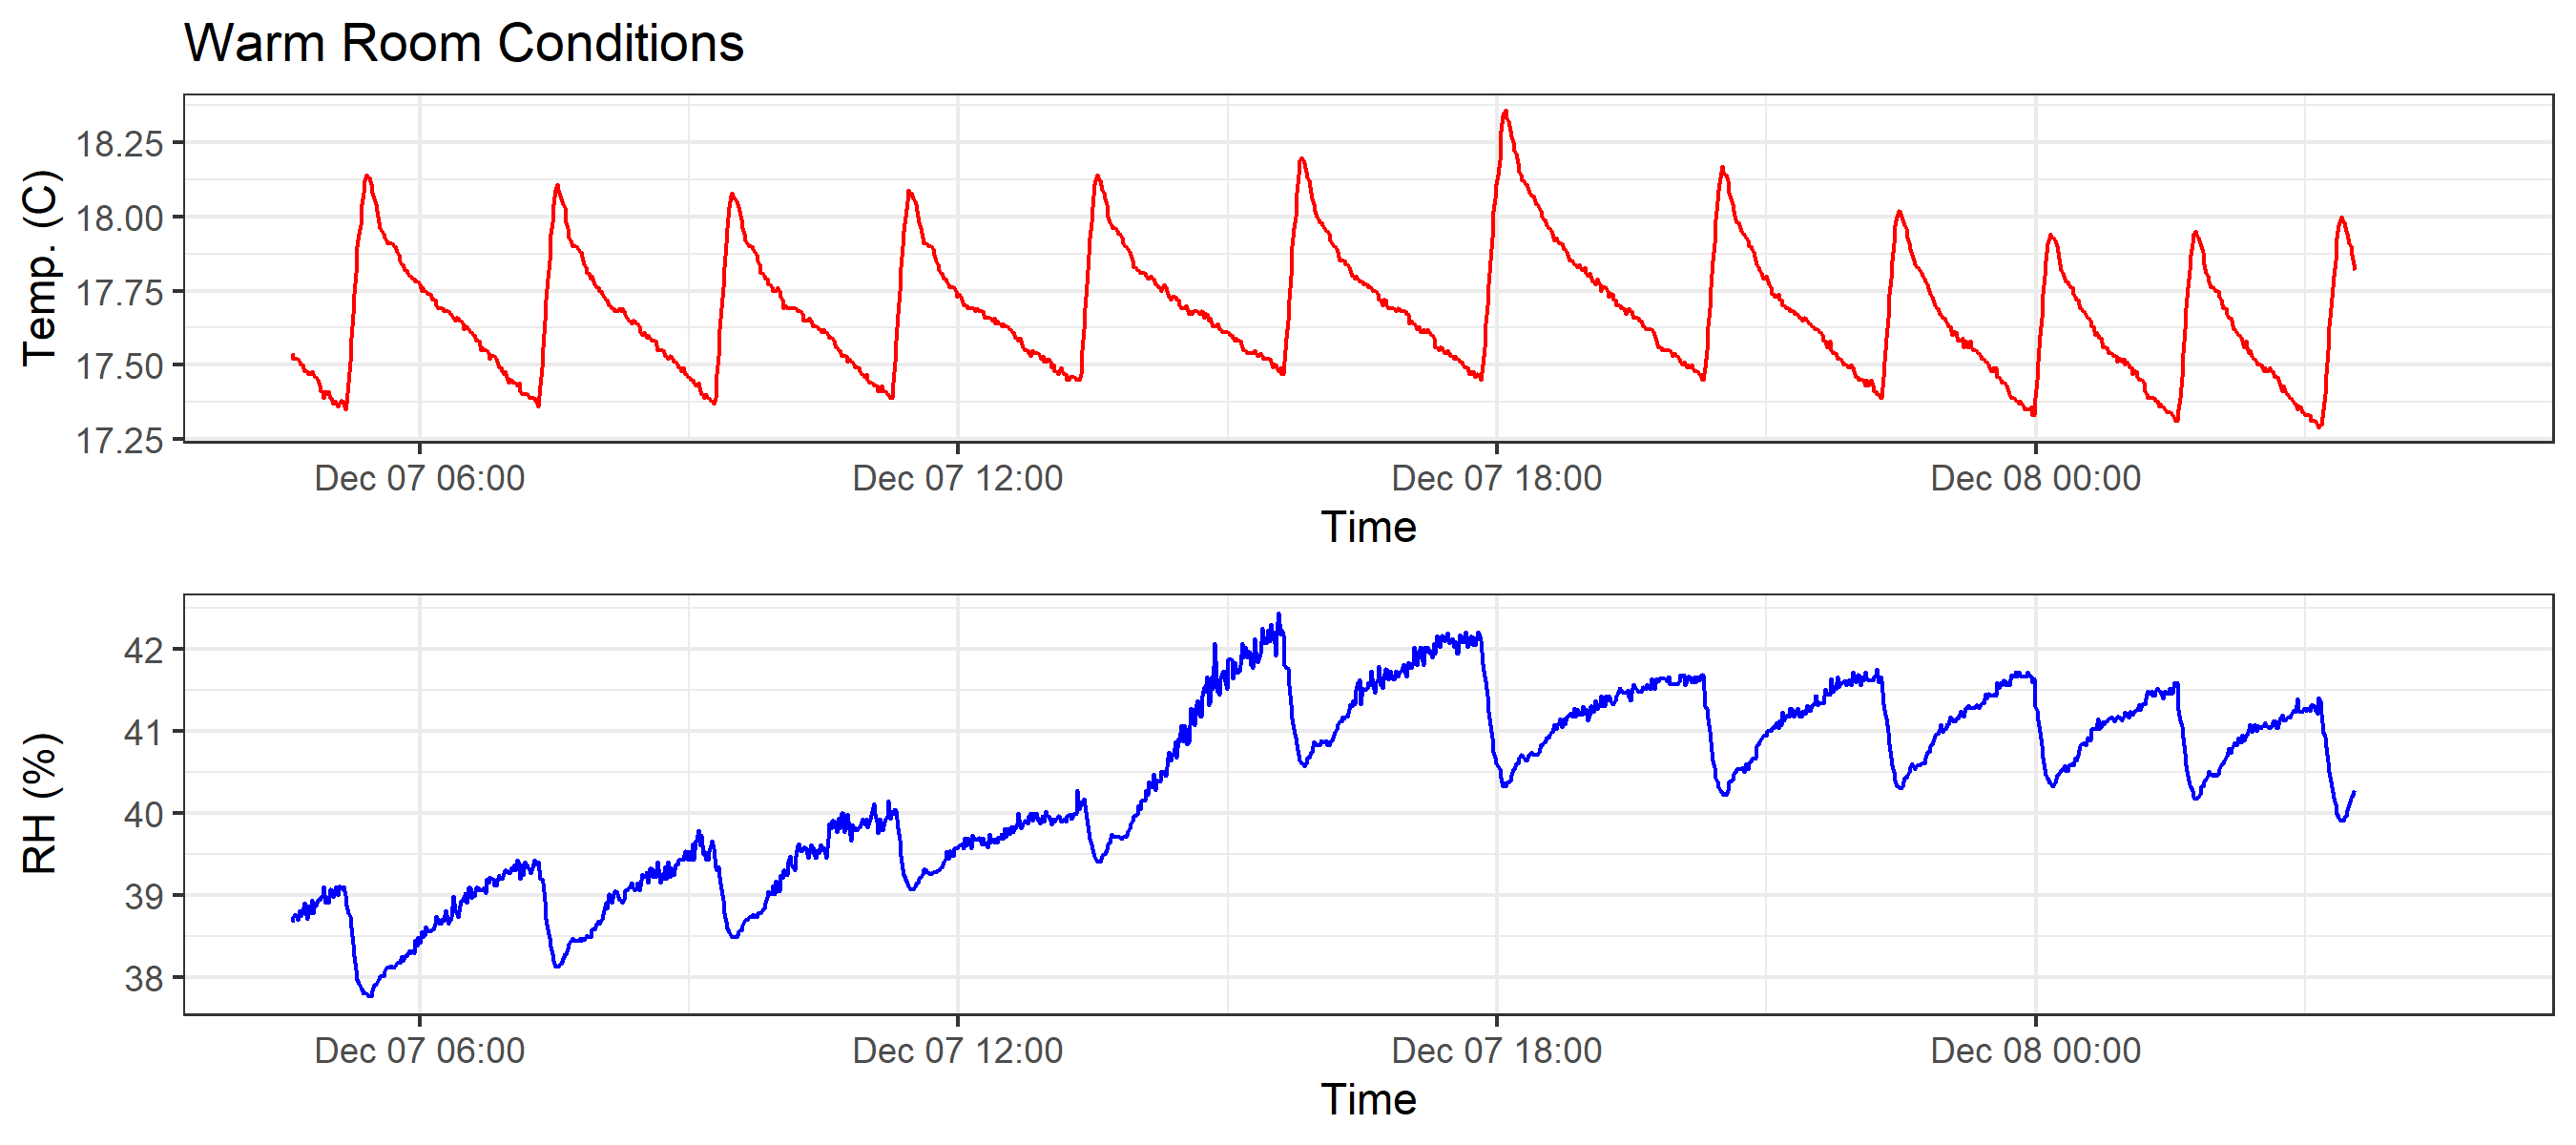 Warm Room Conditions
Temp. (C)
18.25
18.00
17.75
17.50
17.25
Dec 07 06:00 Dec 07 12:00 Dec 07 18:00 Dec 08 00:00
Time
RH (%)
42
41
40
39
38
Dec 07 06:00 Dec 07 12:00 Dec 07 18:00 Dec 08 00:00
Time